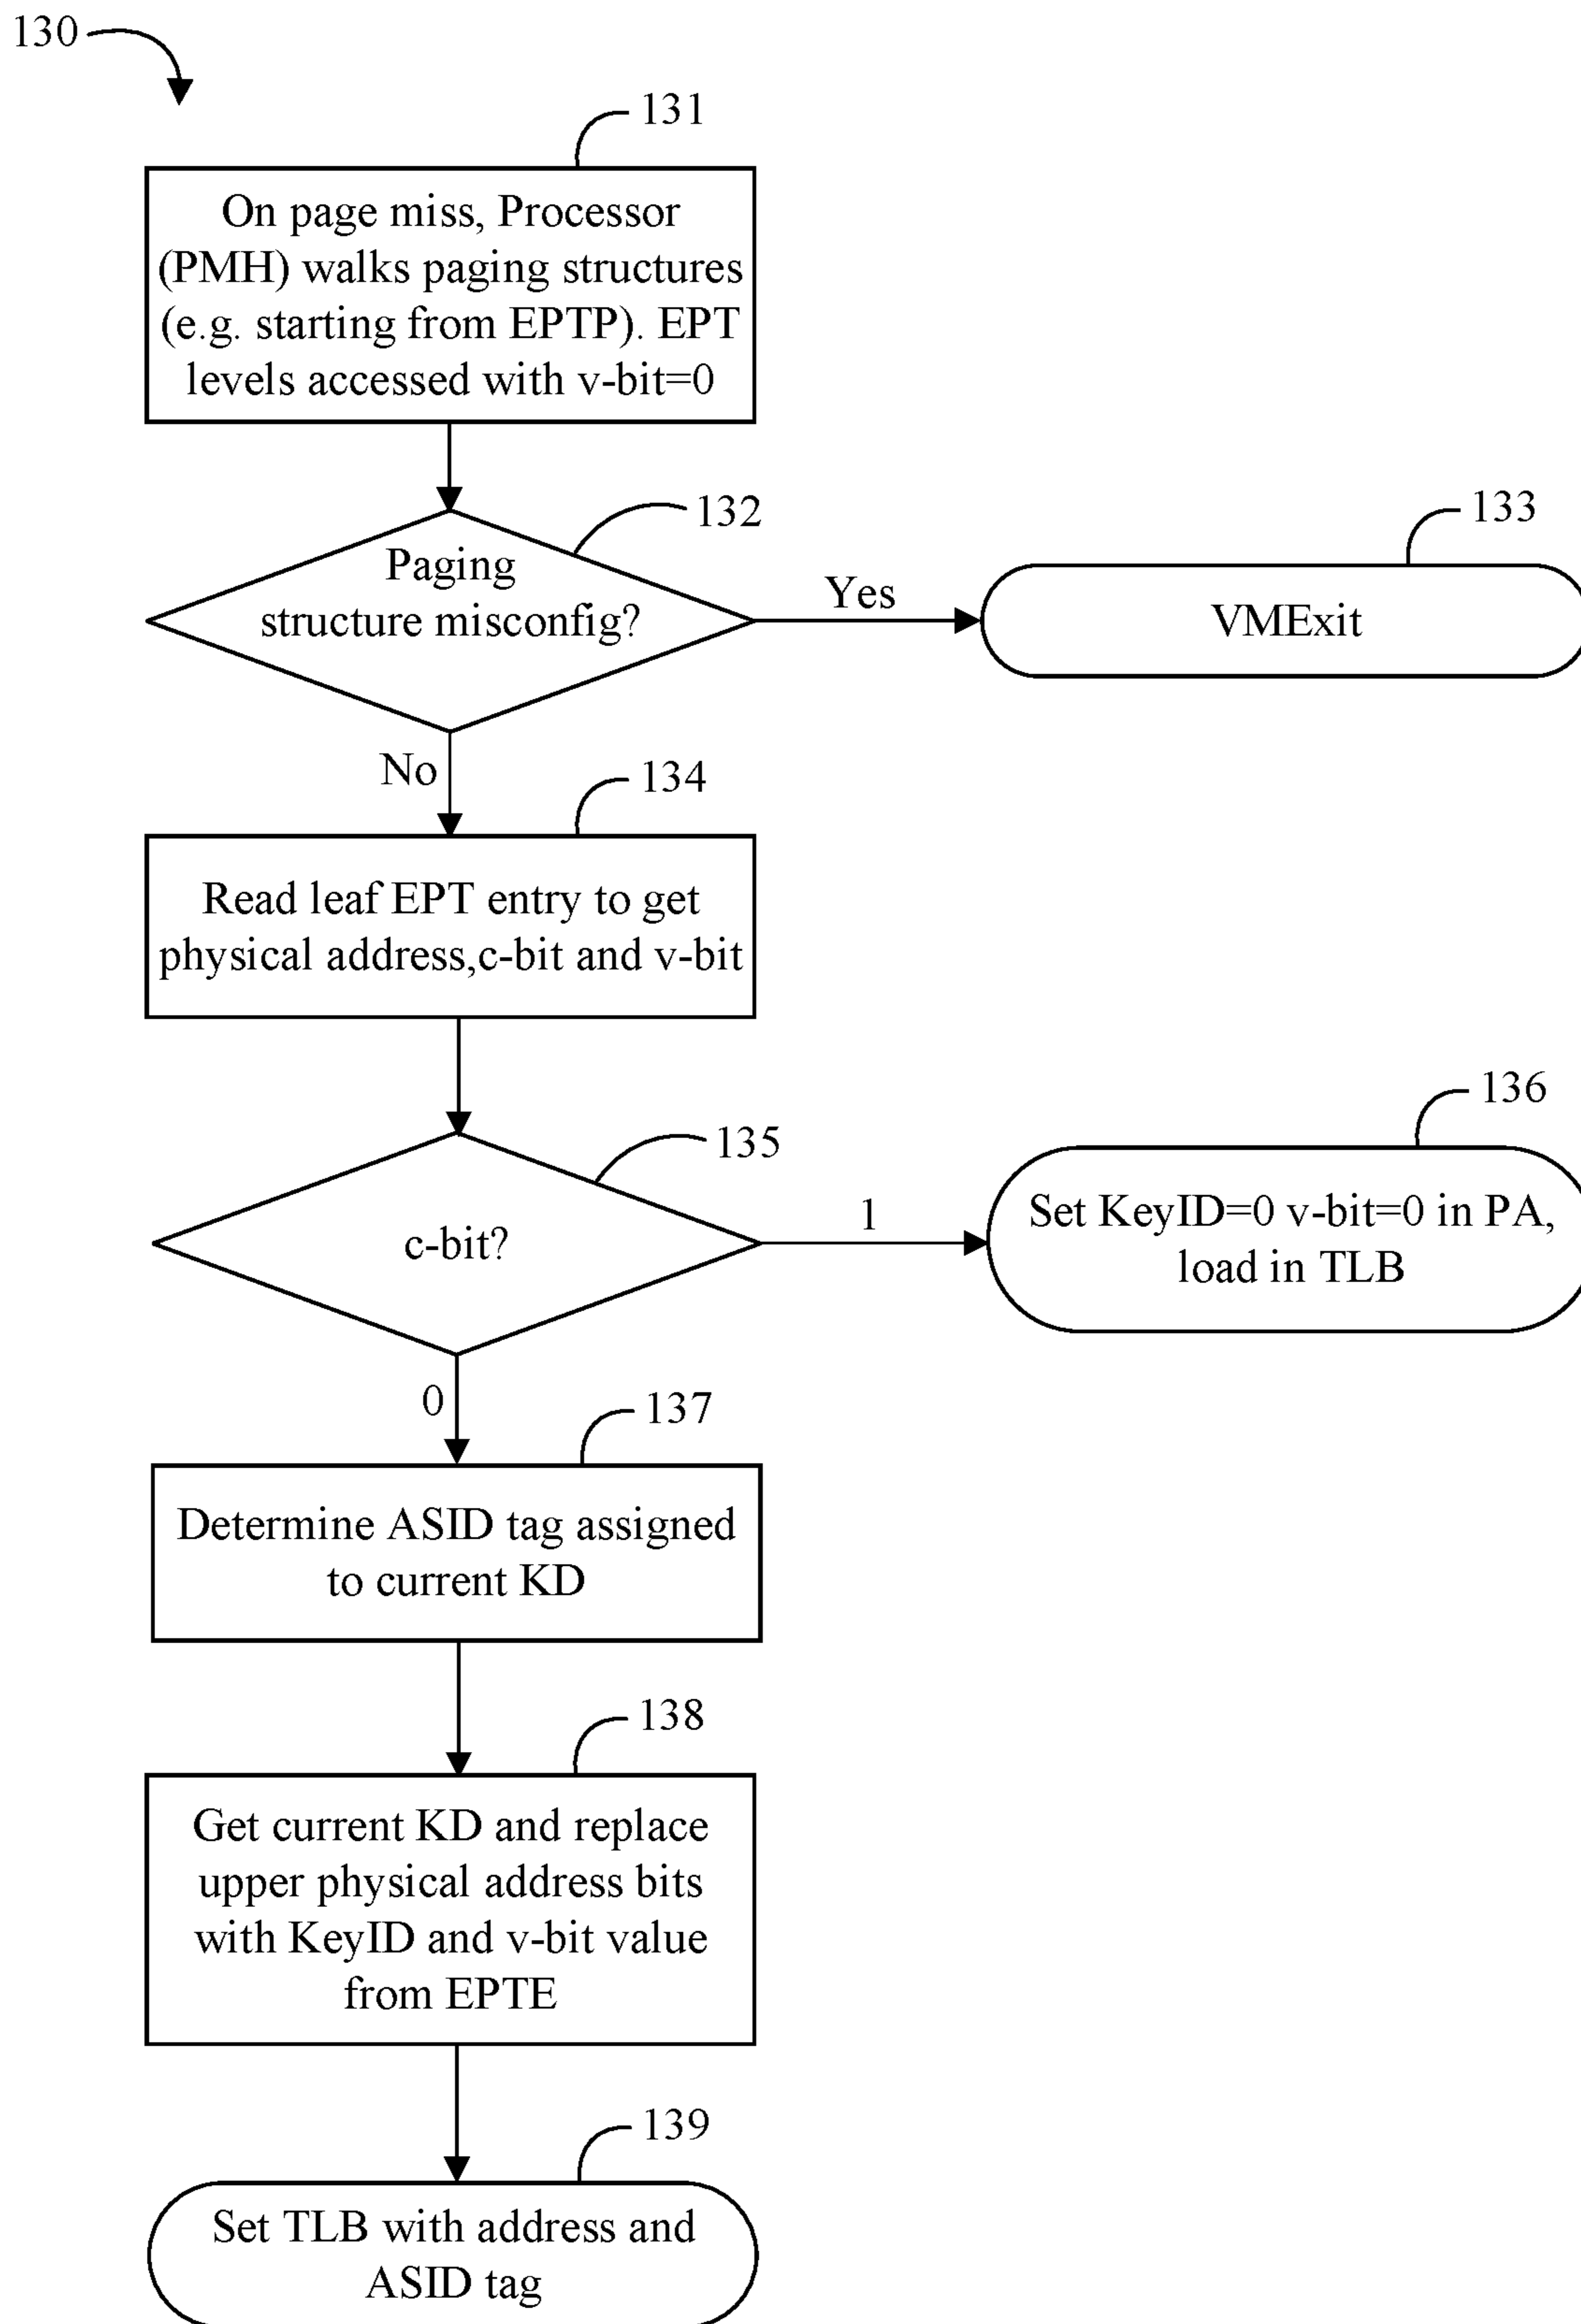 130
131
On page miss, Processor
(PMH) walks paging structures
(e.g. starting from EPTP). EPT
levels accessed with v-bit=0
132
Paging
structure misconfig?
Yes
133
VMExit
No
134
Read leaf EPT entry to get
physical address,c-bit and v-bit
135
c-bit?
1
136
Set KeyID=0 v-bit=0 in PA,
load in TLB
0
137
Determine ASID tag assigned
to current KD
138
Get current KD and replace
upper physical address bits
with KeyID and v-bit value
from EPTE
139
Set TLB with address and
ASID tag